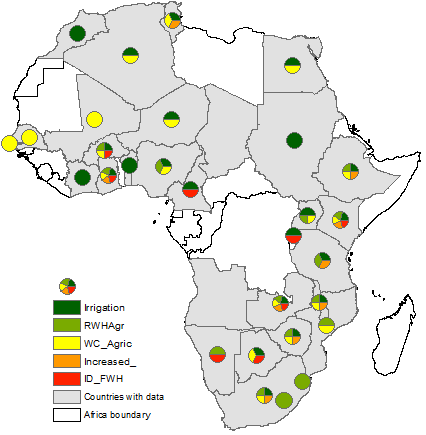 Irrigation
RWHAgr
WC_Agric
Increased_
ID_FWH
Countries with data
Africa boundary